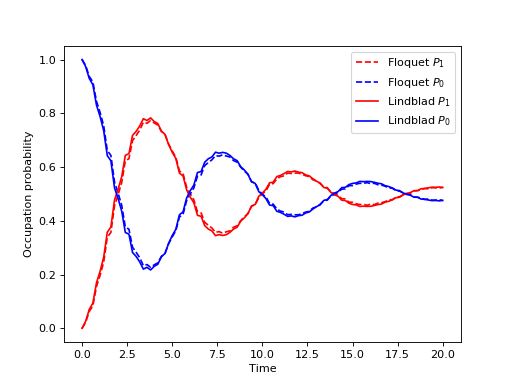 Floquet P₁
Floquet P₀
Lindblad P₁
Lindblad P₀
Occupation probability
1.0
0.8
0.6
0.4
0.2
0.0
0.0 2.5 5.0 7.5 10.0 12.5 15.0 17.5 20.0
Time